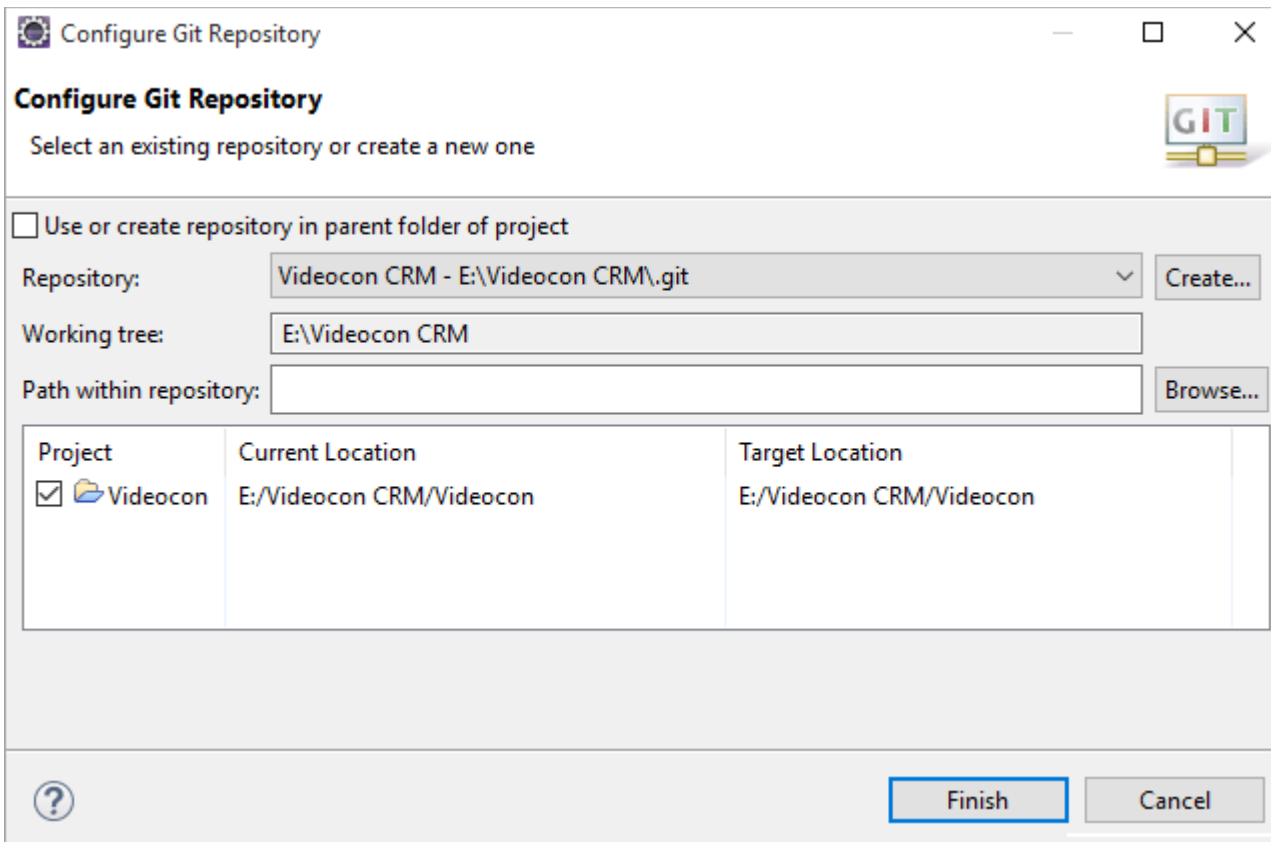 Configure Git Repository
Configure Git Repository
Select an existing repository or create a new one
GIT
Use or create repository in parent folder of project
Repository: Videocon CRM - E:\Videocon CRM\.git Create...
Working tree: E:\Videocon CRM
Path within repository: Browse...
Project Current Location Target Location
Videocon E:/Videocon CRM/Videocon E:/Videocon CRM/Videocon
? Finish Cancel